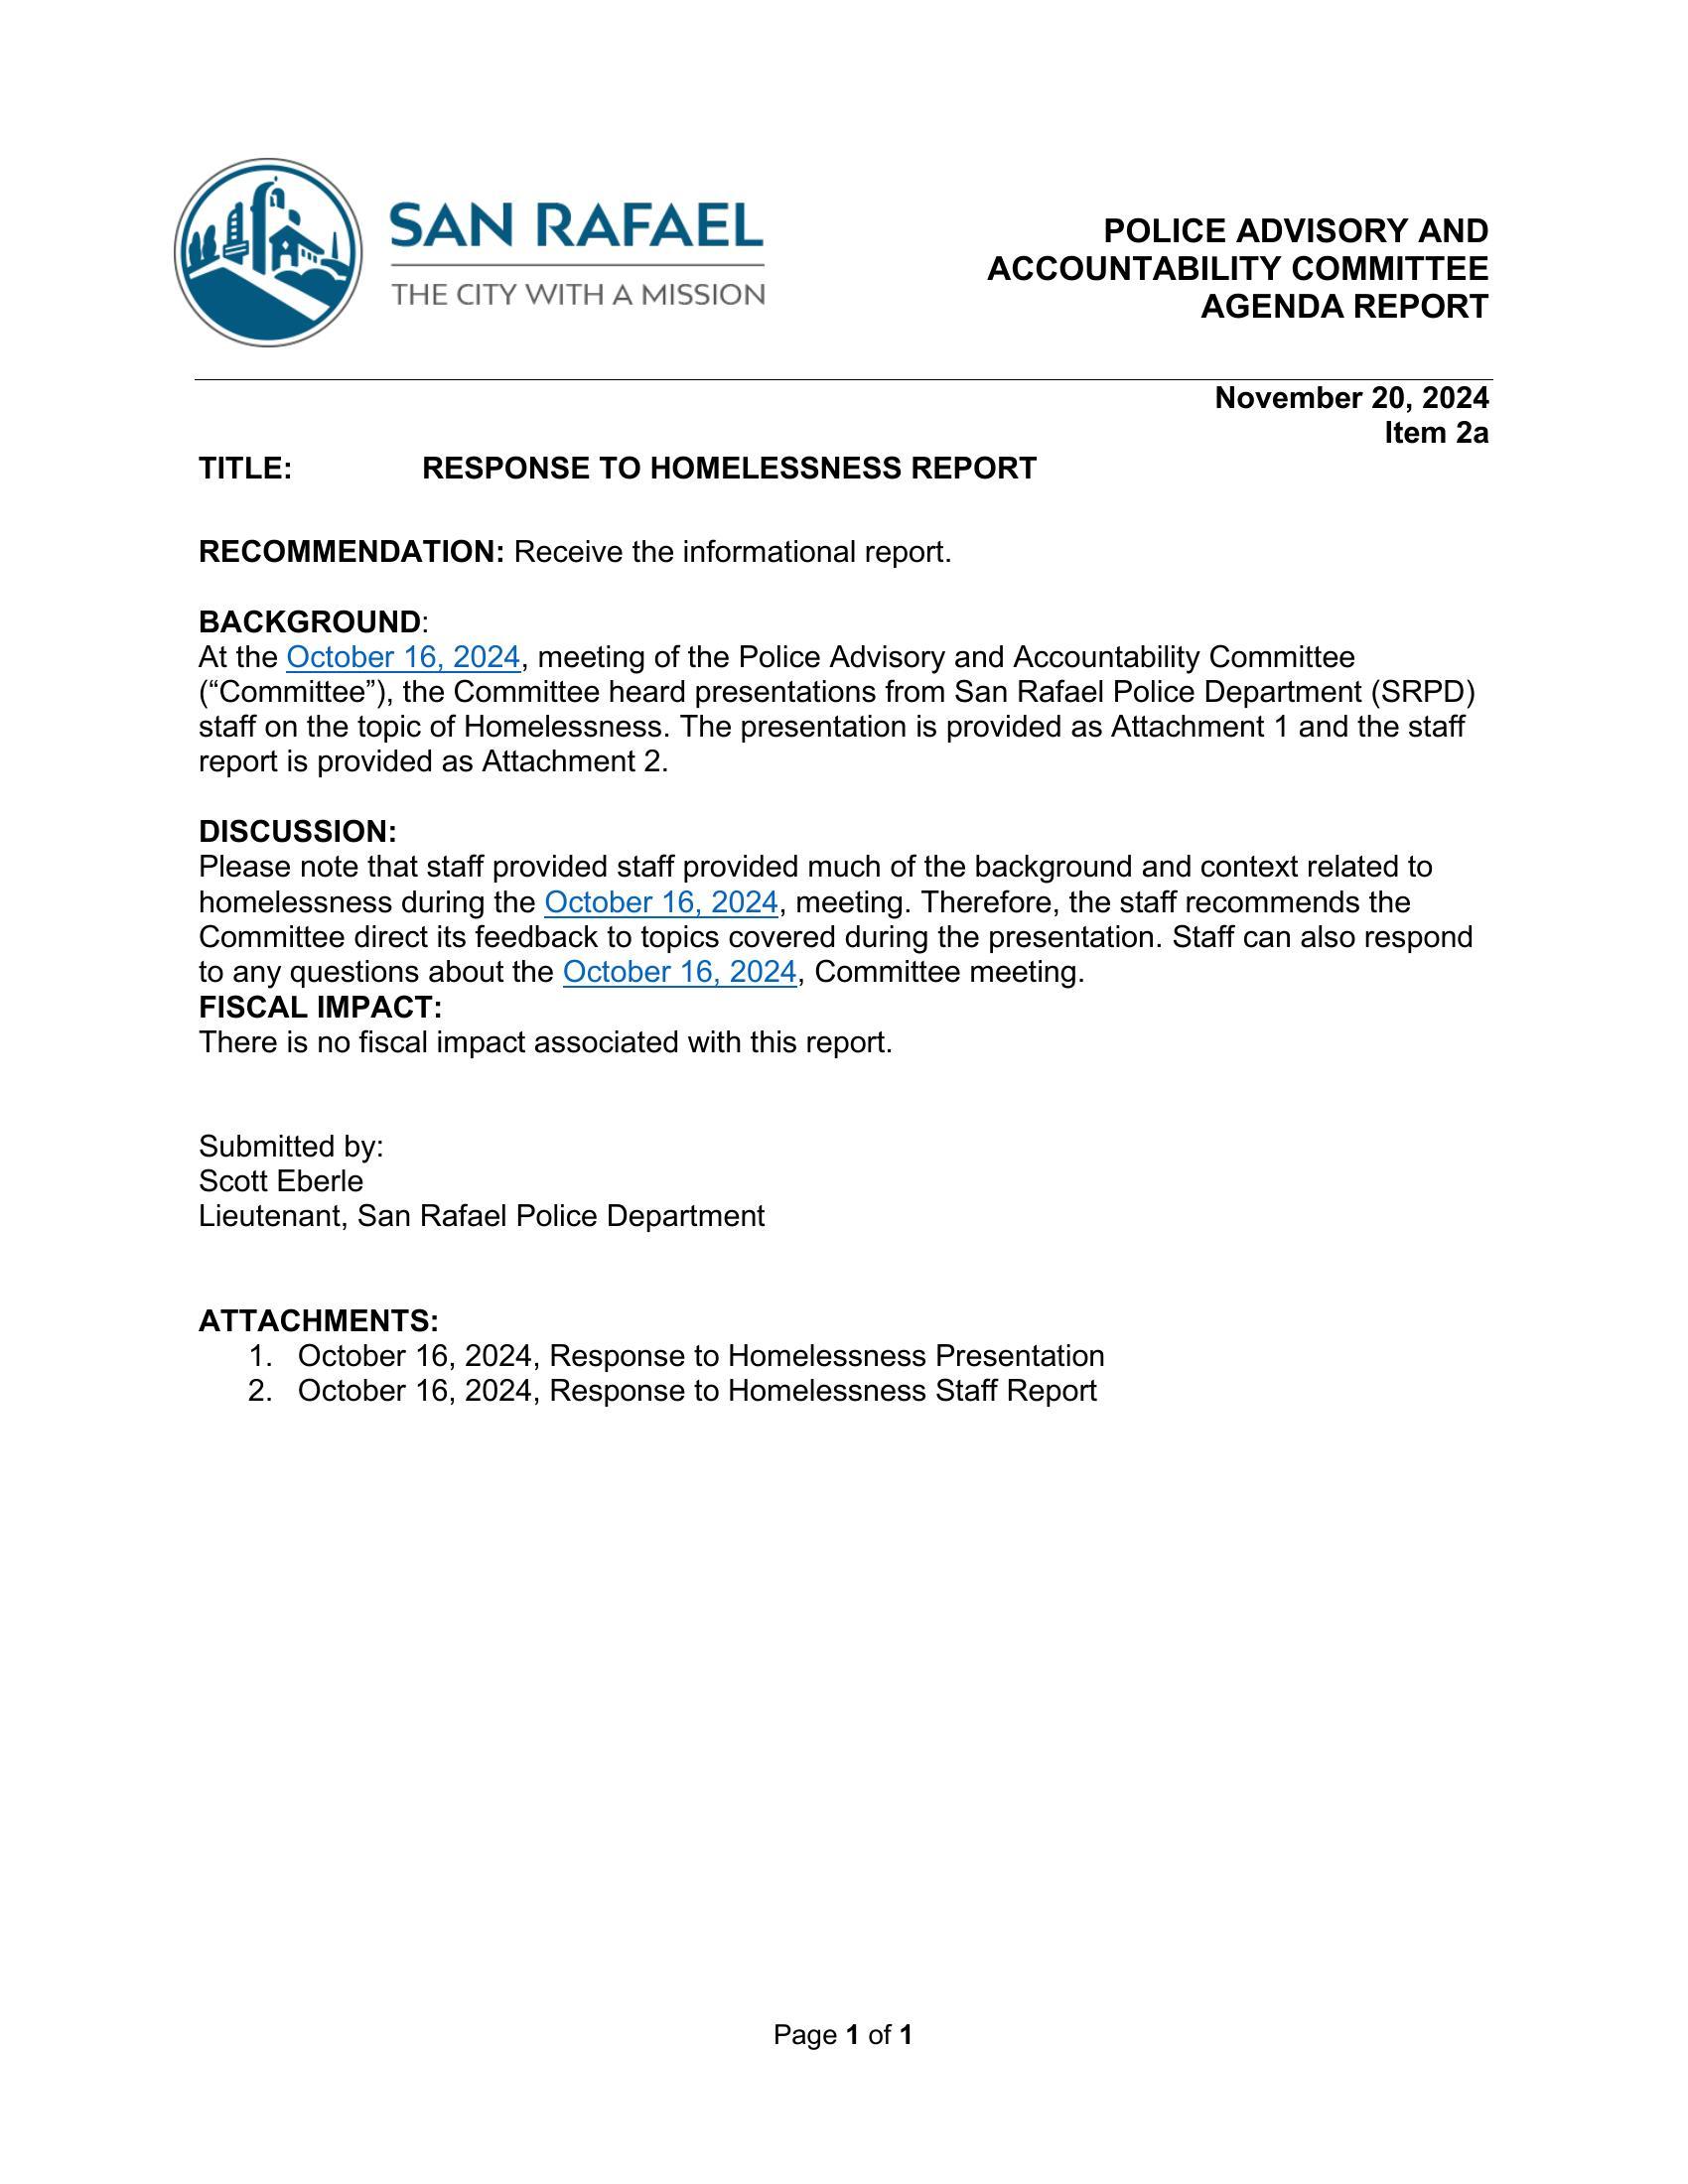 SAN RAFAEL
THE CITY WITH A MISSION
POLICE ADVISORY AND
ACCOUNTABILITY COMMITTEE
AGENDA REPORT
November 20, 2024
Item 2a
TITLE: RESPONSE TO HOMELESSNESS REPORT
RECOMMENDATION: Receive the informational report.
BACKGROUND:
At the October 16, 2024, meeting of the Police Advisory and Accountability Committee
(“Committee”), the Committee heard presentations from San Rafael Police Department (SRPD)
staff on the topic of Homelessness. The presentation is provided as Attachment 1 and the staff
report is provided as Attachment 2.
DISCUSSION:
Please note that staff provided staff provided much of the background and context related to
homelessness during the October 16, 2024, meeting. Therefore, the staff recommends the
Committee direct its feedback to topics covered during the presentation. Staff can also respond
to any questions about the October 16, 2024, Committee meeting.
FISCAL IMPACT:
There is no fiscal impact associated with this report.
Submitted by:
Scott Eberle
Lieutenant, San Rafael Police Department
ATTACHMENTS:
1. October 16, 2024, Response to Homelessness Presentation
2. October 16, 2024, Response to Homelessness Staff Report
Page 1 of 1